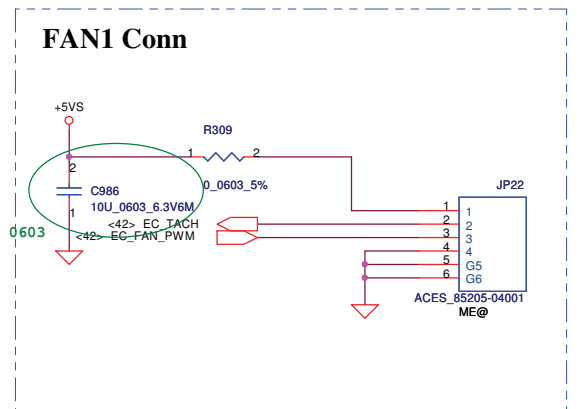 FAN1 Conn
+5VS
R309
1 2
0_0603_5%
2
C986
10U_0603_6.3V6M
1
0603
<42> EC_TACH
<42> EC_FAN_PWM
JP22
1 1
2 2
3 3
4 4
5 G5
6 G6
ACES_85205-04001
ME@